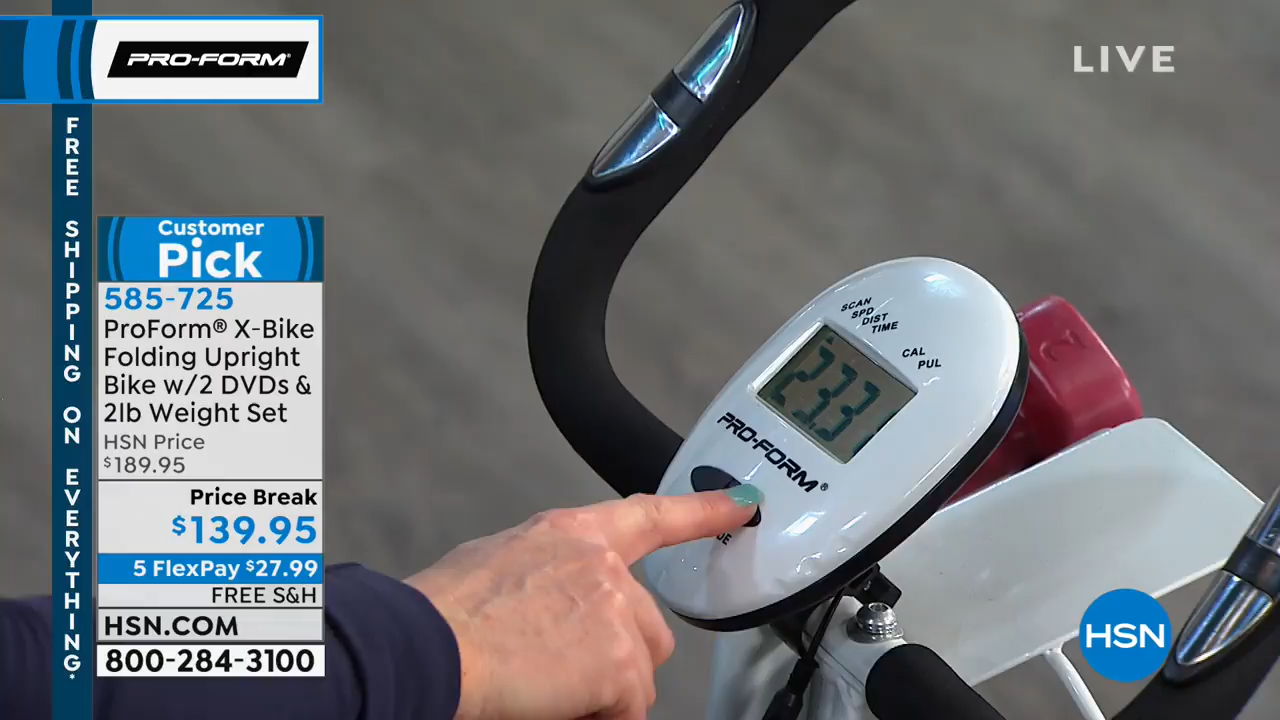 PRO-FORM®
LIVE
FREE SHIPPING ON EVERYTHING*
Customer
Pick
585-725
ProForm® X-Bike
Folding Upright
Bike w/2 DVDs &
2lb Weight Set
HSN Price
$189.95
Price Break
$139.95
5 FlexPay $27.99
FREE S&H
HSN.COM
800-284-3100
SCAN
SPD
DIST
TIME
CAL
PUL
23:31
PRO-FORM®
2
HSN